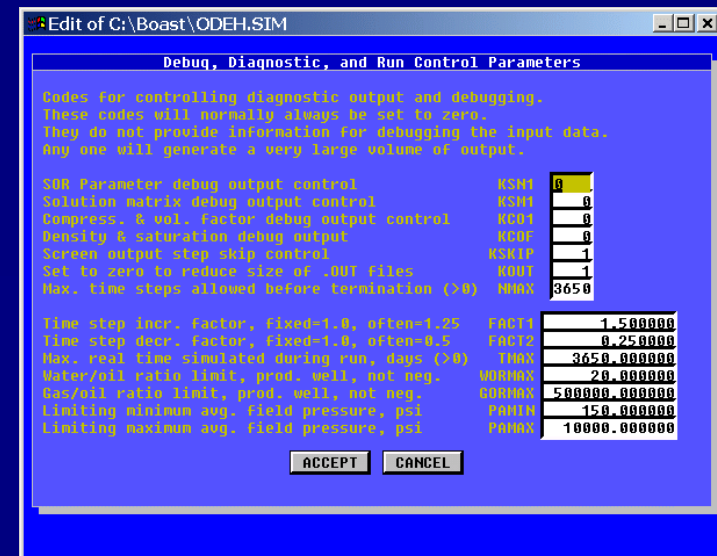 Edit of C:\Boast\ODEH.SIM
Debug, Diagnostic, and Run Control Parameters
Codes for controlling diagnostic output and debugging.
These codes will normally always be set to zero.
They do not provide information for debugging the input data.
Any one will generate a very large volume of output.
SOR Parameter debug output control KSN1 0
Solution matrix debug output control KSM1 0
Compress. & vol. factor debug output control KCO1 0
Density & saturation debug output KCOF 0
Screen output step skip control KSKIP 1
Set to zero to reduce size of .OUT files KOUT 1
Max. time steps allowed before termination (>0) NMAX 3650
Time step incr. factor, fixed=1.0, often=1.25 FACT1 1.500000
Time step decr. factor, fixed=1.0, often=0.5 FACT2 0.250000
Max. real time simulated during run, days (>0) TMAX 3650.000000
Water/oil ratio limit, prod. well, not neg. WORMAX 20.000000
Gas/oil ratio limit, prod. well, not neg. GORMAX 500000.000000
Limiting minimum avg. field pressure, psi PAMIN 150.000000
Limiting maximum avg. field pressure, psi PAMAX 10000.000000
ACCEPT CANCEL